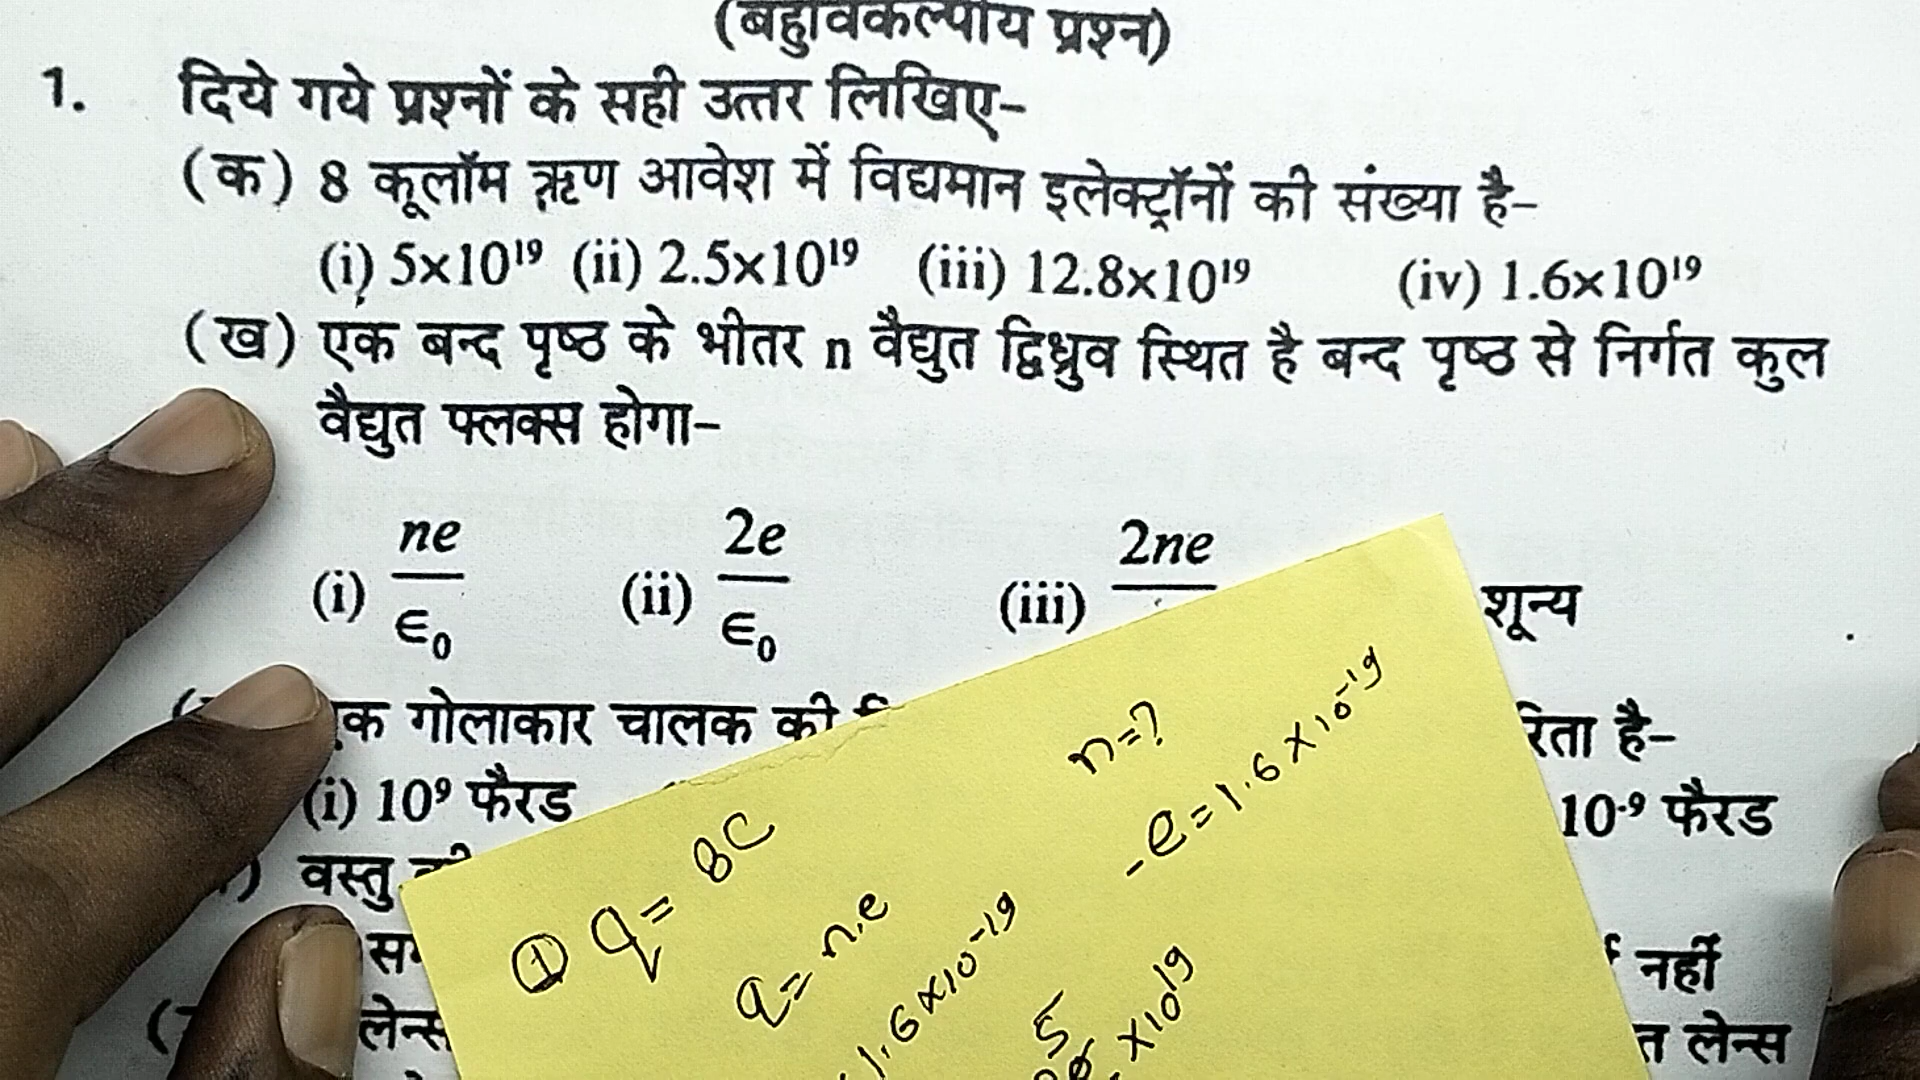 (बहुविकल्पीय प्रश्न)
1. दिये गये प्रश्नों के सही उत्तर लिखिए-
(क) 8 कूलॉम ऋण आवेश में विद्यमान इलेक्ट्रॉनों की संख्या है-
(i) 5×10¹⁹ (ii) 2.5×10¹⁹ (iii) 12.8×10¹⁹ (iv) 1.6×10¹⁹
(ख) एक बन्द पृष्ठ के भीतर n वैद्युत द्विध्रुव स्थित है बन्द पृष्ठ से निर्गत कुल
वैद्युत फ्लक्स होगा-
(i) ne/∈₀ (ii) 2e/∈₀ (iii) 2ne शून्य
गोलाकार चालक की है-
(i) 10⁹ फैरड 10⁻⁹ फैरड
वस्तु
नहीं
लेन्स लेन्स
① q = 8C n=?
q = n.e -e = 1.6×10⁻¹⁹
1.6×10⁻¹⁹
5
×10¹⁹